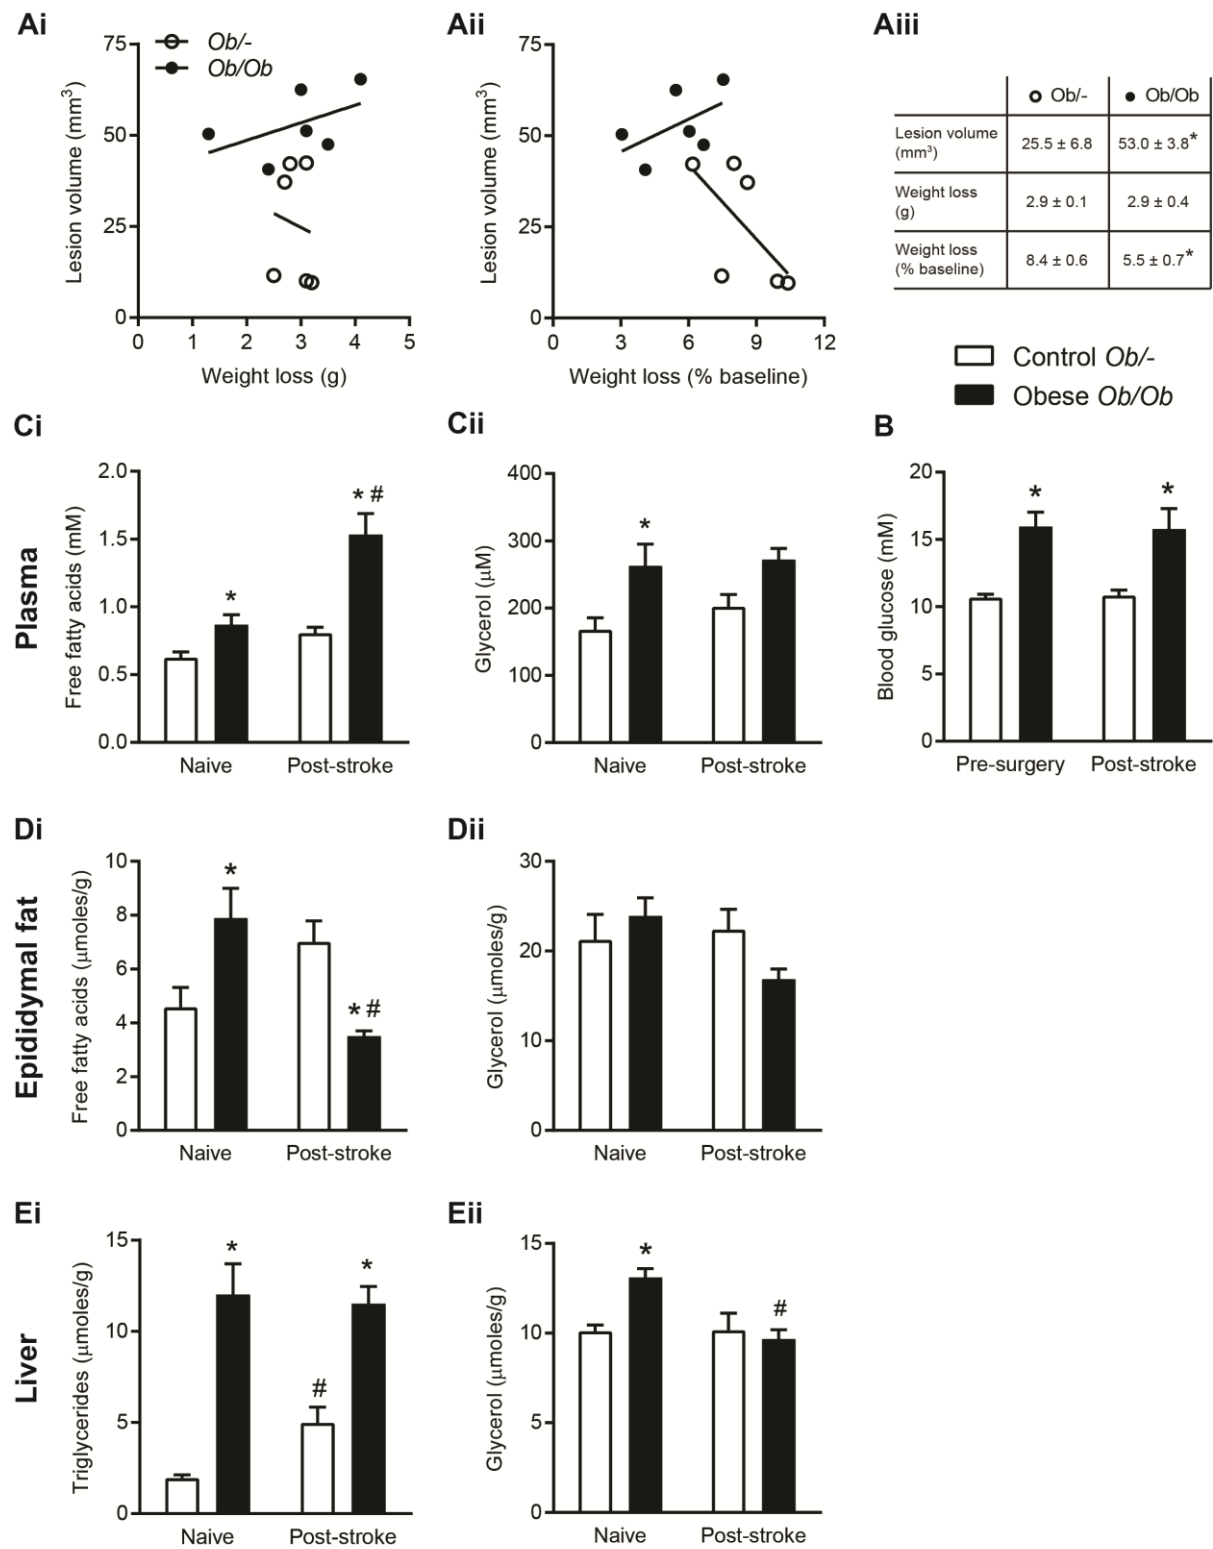 Ai
75
50
25
0
Lesion volume (mm³)
Ob/-
Ob/Ob
0 1 2 3 4 5
Weight loss (g)
Aii
75
50
25
0
Lesion volume (mm³)
0 3 6 9 12
Weight loss (% baseline)
Aiii
Ob/- Ob/Ob
Lesion volume (mm³) 25.5 ± 6.8 53.0 ± 3.8*
Weight loss (g) 2.9 ± 0.1 2.9 ± 0.4
Weight loss (% baseline) 8.4 ± 0.6 5.5 ± 0.7*
Control Ob/-
Obese Ob/Ob
Plasma
Ci
2.0
1.5
1.0
0.5
0.0
Free fatty acids (mM)
*
* #
Naive Post-stroke
Cii
400
300
200
100
0
Glycerol (μM)
*
Naive Post-stroke
B
20
15
10
5
0
Blood glucose (mM)
* *
Pre-surgery Post-stroke
Epididymal fat
Di
10
8
6
4
2
0
Free fatty acids (μmoles/g)
*
* #
Naive Post-stroke
Dii
30
20
10
0
Glycerol (μmoles/g)
Naive Post-stroke
Liver
Ei
15
10
5
0
Triglycerides (μmoles/g)
* *
#
Naive Post-stroke
Eii
15
10
5
0
Glycerol (μmoles/g)
*
#
Naive Post-stroke